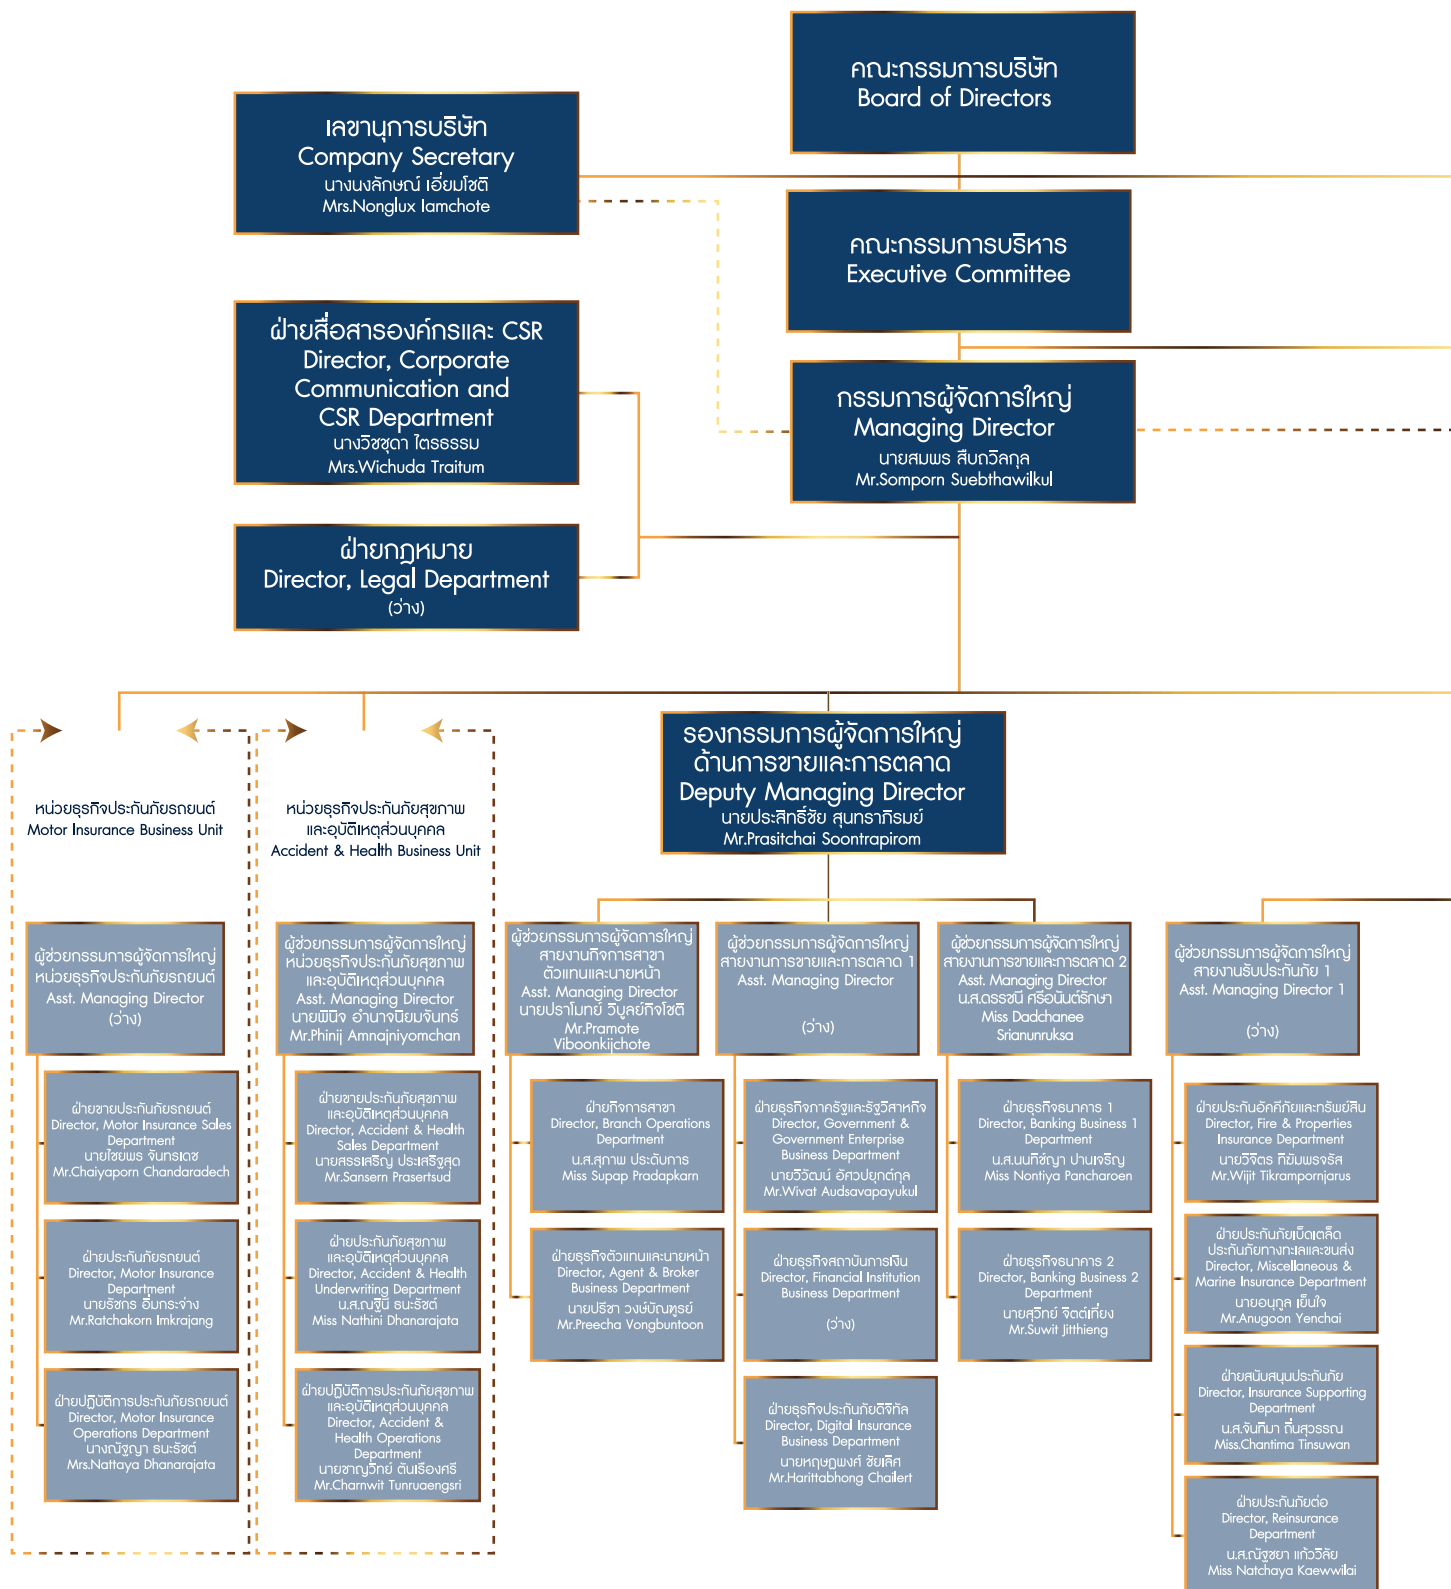 คณะกรรมการบริษัท
Board of Directors
เลขานุการบริษัท
Company Secretary
นางนงลักษณ์ เอี่ยมโชติ
Mrs.Nonglux Iamchote
คณะกรรมการบริหาร
Executive Committee
ฝ่ายสื่อสารองค์กรและ CSR
Director, Corporate
Communication and
CSR Department
นางวิชชุดา ไตรธรรม
Mrs.Wichuda Traitum
กรรมการผู้จัดการใหญ่
Managing Director
นายสมพร สืบถวิลกุล
Mr.Somporn Suebthawilkul
ฝ่ายกฎหมาย
Director, Legal Department
(ว่าง)
รองกรรมการผู้จัดการใหญ่
ด้านการขายและการตลาด
Deputy Managing Director
นายประสิทธิ์ชัย สุนทราภิรมย์
Mr.Prasitchai Soontrapirom
หน่วยธุรกิจประกันภัยรถยนต์
Motor Insurance Business Unit
หน่วยธุรกิจประกันภัยสุขภาพ
และอุบัติเหตุส่วนบุคคล
Accident & Health Business Unit
ผู้ช่วยกรรมการผู้จัดการใหญ่
หน่วยธุรกิจประกันภัยรถยนต์
Asst. Managing Director
(ว่าง)
ฝ่ายขายประกันภัยรถยนต์
Director, Motor Insurance Sales
Department
นายไชยพร จันทรเดช
Mr.Chaiyaporn Chandaradech
ฝ่ายประกันภัยรถยนต์
Director, Motor Insurance
Department
นายรัชกร อิ่มกระจ่าง
Mr.Ratchakorn Imkrajang
ฝ่ายปฏิบัติการประกันภัยรถยนต์
Director, Motor Insurance
Operations Department
นางณัฐญา ธนะรัชต์
Mrs.Nattaya Dhanarajata
ผู้ช่วยกรรมการผู้จัดการใหญ่
หน่วยธุรกิจประกันภัยสุขภาพ
และอุบัติเหตุส่วนบุคคล
Asst. Managing Director
นายพินิจ อำนาจนิยมจันทร์
Mr.Phinij Amnajniyomchan
ฝ่ายขายประกันภัยสุขภาพ
และอุบัติเหตุส่วนบุคคล
Director, Accident & Health
Sales Department
นายสรรเสริญ ประเสริฐสุด
Mr.Sansern Prasertsud
ฝ่ายประกันภัยสุขภาพ
และอุบัติเหตุส่วนบุคคล
Director, Accident & Health
Underwriting Department
น.ส.ณฐินี ธนะรัชต์
Miss Nathini Dhanarajata
ฝ่ายปฏิบัติการประกันภัยสุขภาพ
และอุบัติเหตุส่วนบุคคล
Director, Accident &
Health Operations
Department
นายชาญวิทย์ ตันเรืองศรี
Mr.Charnwit Tunruaengsri
ผู้ช่วยกรรมการผู้จัดการใหญ่
สายงานกิจการสาขา
ตัวแทนและนายหน้า
Asst. Managing Director
นายปราโมทย์ วิบูลย์กิจโชติ
Mr.Pramote
Viboonkijchote
ฝ่ายกิจการสาขา
Director, Branch Operations
Department
น.ส.สุภาพ ประดับการ
Miss Supap Pradapkarn
ฝ่ายธุรกิจตัวแทนและนายหน้า
Director, Agent & Broker
Business Department
นายปรีชา วงษ์บัณฑูรย์
Mr.Preecha Vongbuntoon
ผู้ช่วยกรรมการผู้จัดการใหญ่
สายงานการขายและการตลาด 1
Asst. Managing Director
(ว่าง)
ฝ่ายธุรกิจภาครัฐและรัฐวิสาหกิจ
Director, Government &
Government Enterprise
Business Department
นายวิวัฒน์ อัศวปยุกต์กุล
Mr.Wivat Audsavapayukul
ฝ่ายธุรกิจสถาบันการเงิน
Director, Financial Institution
Business Department
(ว่าง)
ฝ่ายธุรกิจประกันภัยดิจิทัล
Director, Digital Insurance
Business Department
นายหฤษฎพงศ์ ชัยเลิศ
Mr.Harittabhong Chailert
ผู้ช่วยกรรมการผู้จัดการใหญ่
สายงานการขายและการตลาด 2
Asst. Managing Director
น.ส.ดรรชนี ศรีอนันต์รักษา
Miss Dadchanee
Srianunruksa
ฝ่ายธุรกิจธนาคาร 1
Director, Banking Business 1
Department
น.ส.นนทิช์ญา ปานเจริญ
Miss Nontiya Pancharoen
ฝ่ายธุรกิจธนาคาร 2
Director, Banking Business 2
Department
นายสุวิทย์ จิตต์เที่ยง
Mr.Suwit Jitthieng
ผู้ช่วยกรรมการผู้จัดการใหญ่
สายงานรับประกันภัย 1
Asst. Managing Director 1
(ว่าง)
ฝ่ายประกันอัคคีภัยและทรัพย์สิน
Director, Fire & Properties
Insurance Department
นายวิจิตร ทิฆัมพรจรัส
Mr.Wijit Tikrampornjarus
ฝ่ายประกันภัยเบ็ดเตล็ด
ประกันภัยทางทะเลและขนส่ง
Director, Miscellaneous &
Marine Insurance Department
นายอนุกูล เย็นใจ
Mr.Anugoon Yenchai
ฝ่ายสนับสนุนประกันภัย
Director, Insurance Supporting
Department
น.ส.จันทิมา ถิ่นสุวรรณ
Miss.Chantima Tinsuwan
ฝ่ายประกันภัยต่อ
Director, Reinsurance
Department
น.ส.ณัฐชยา แก้ววิลัย
Miss Natchaya Kaewwilai